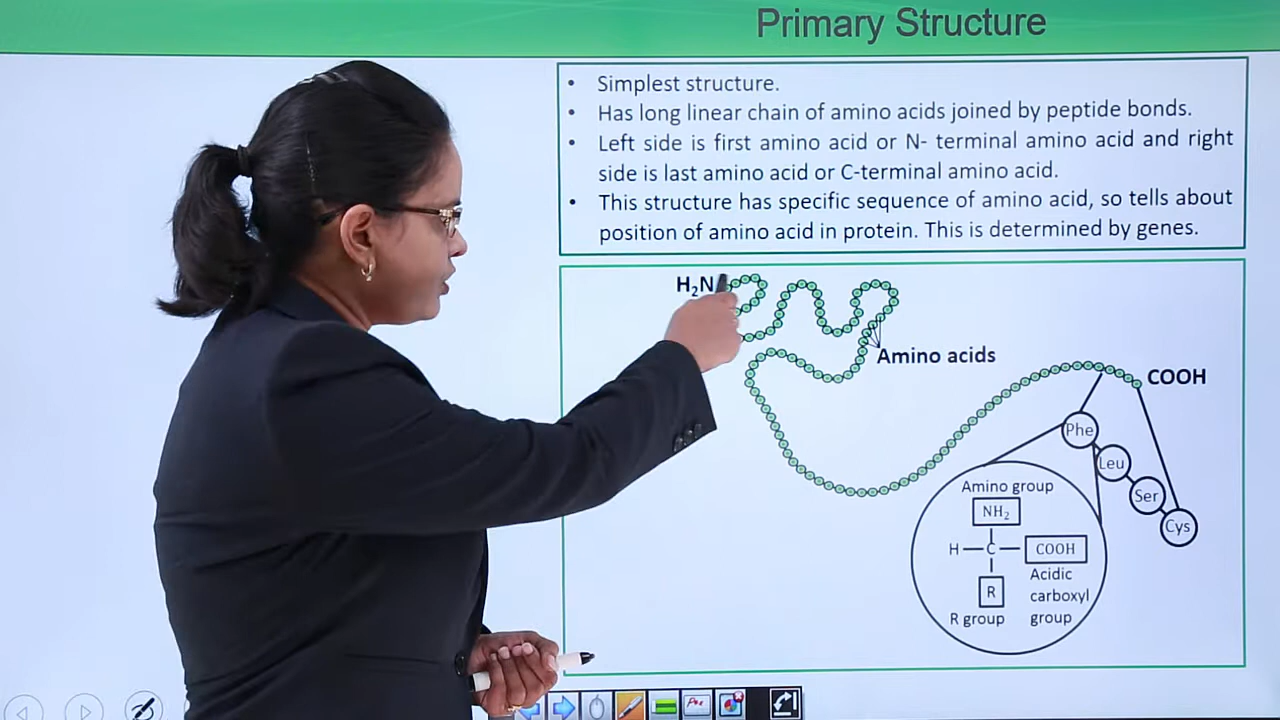 Primary Structure
• Simplest structure.
• Has long linear chain of amino acids joined by peptide bonds.
• Left side is first amino acid or N- terminal amino acid and right
side is last amino acid or C-terminal amino acid.
• This structure has specific sequence of amino acid, so tells about
position of amino acid in protein. This is determined by genes.
H₂N
Amino acids
COOH
Phe
Leu
Ser
Cys
Amino group
NH₂
H—C—COOH
R
Acidic
carboxyl
group
R group